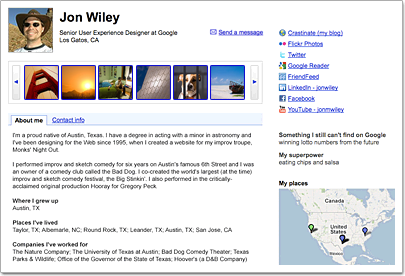 Jon Wiley
Senior User Experience Designer at Google
Los Gatos, CA
Send a message
About me
Contact info
I'm a proud native of Austin, Texas. I have a degree in acting with a minor in astronomy and
I've been designing for the Web since 1995, when I created a website for my improv troupe,
Monks' Night Out.
I performed improv and sketch comedy for six years on Austin's famous 6th Street and I was
an owner of a comedy club called the Bad Dog. I co-created the world's largest (at the time)
improv and sketch comedy festival, the Big Stinkin'. I also performed in the critically-
acclaimed original production Hooray for Gregory Peck
Where I grew up
Austin, TX
Places I've lived
Taylor, TX; Albemarle, NC; Round Rock, TX; Leander, TX; Austin, TX; San Jose, CA
Companies I've worked for
The Nature Company; The University of Texas at Austin; Bad Dog Comedy Theater; Texas
Parks & Wildlife; Office of the Governor of the State of Texas; Hoover's (a D&B Company)
Crastinate (my blog)
Flickr Photos
Twitter
Google Reader
FriendFeed
LinkedIn - jonwiley
Facebook
YouTube - jonmwiley
Something I still can't find on Google
winning lotto numbers from the future
My superpower
eating chips and salsa
My places
Canada
United
States
Mexico